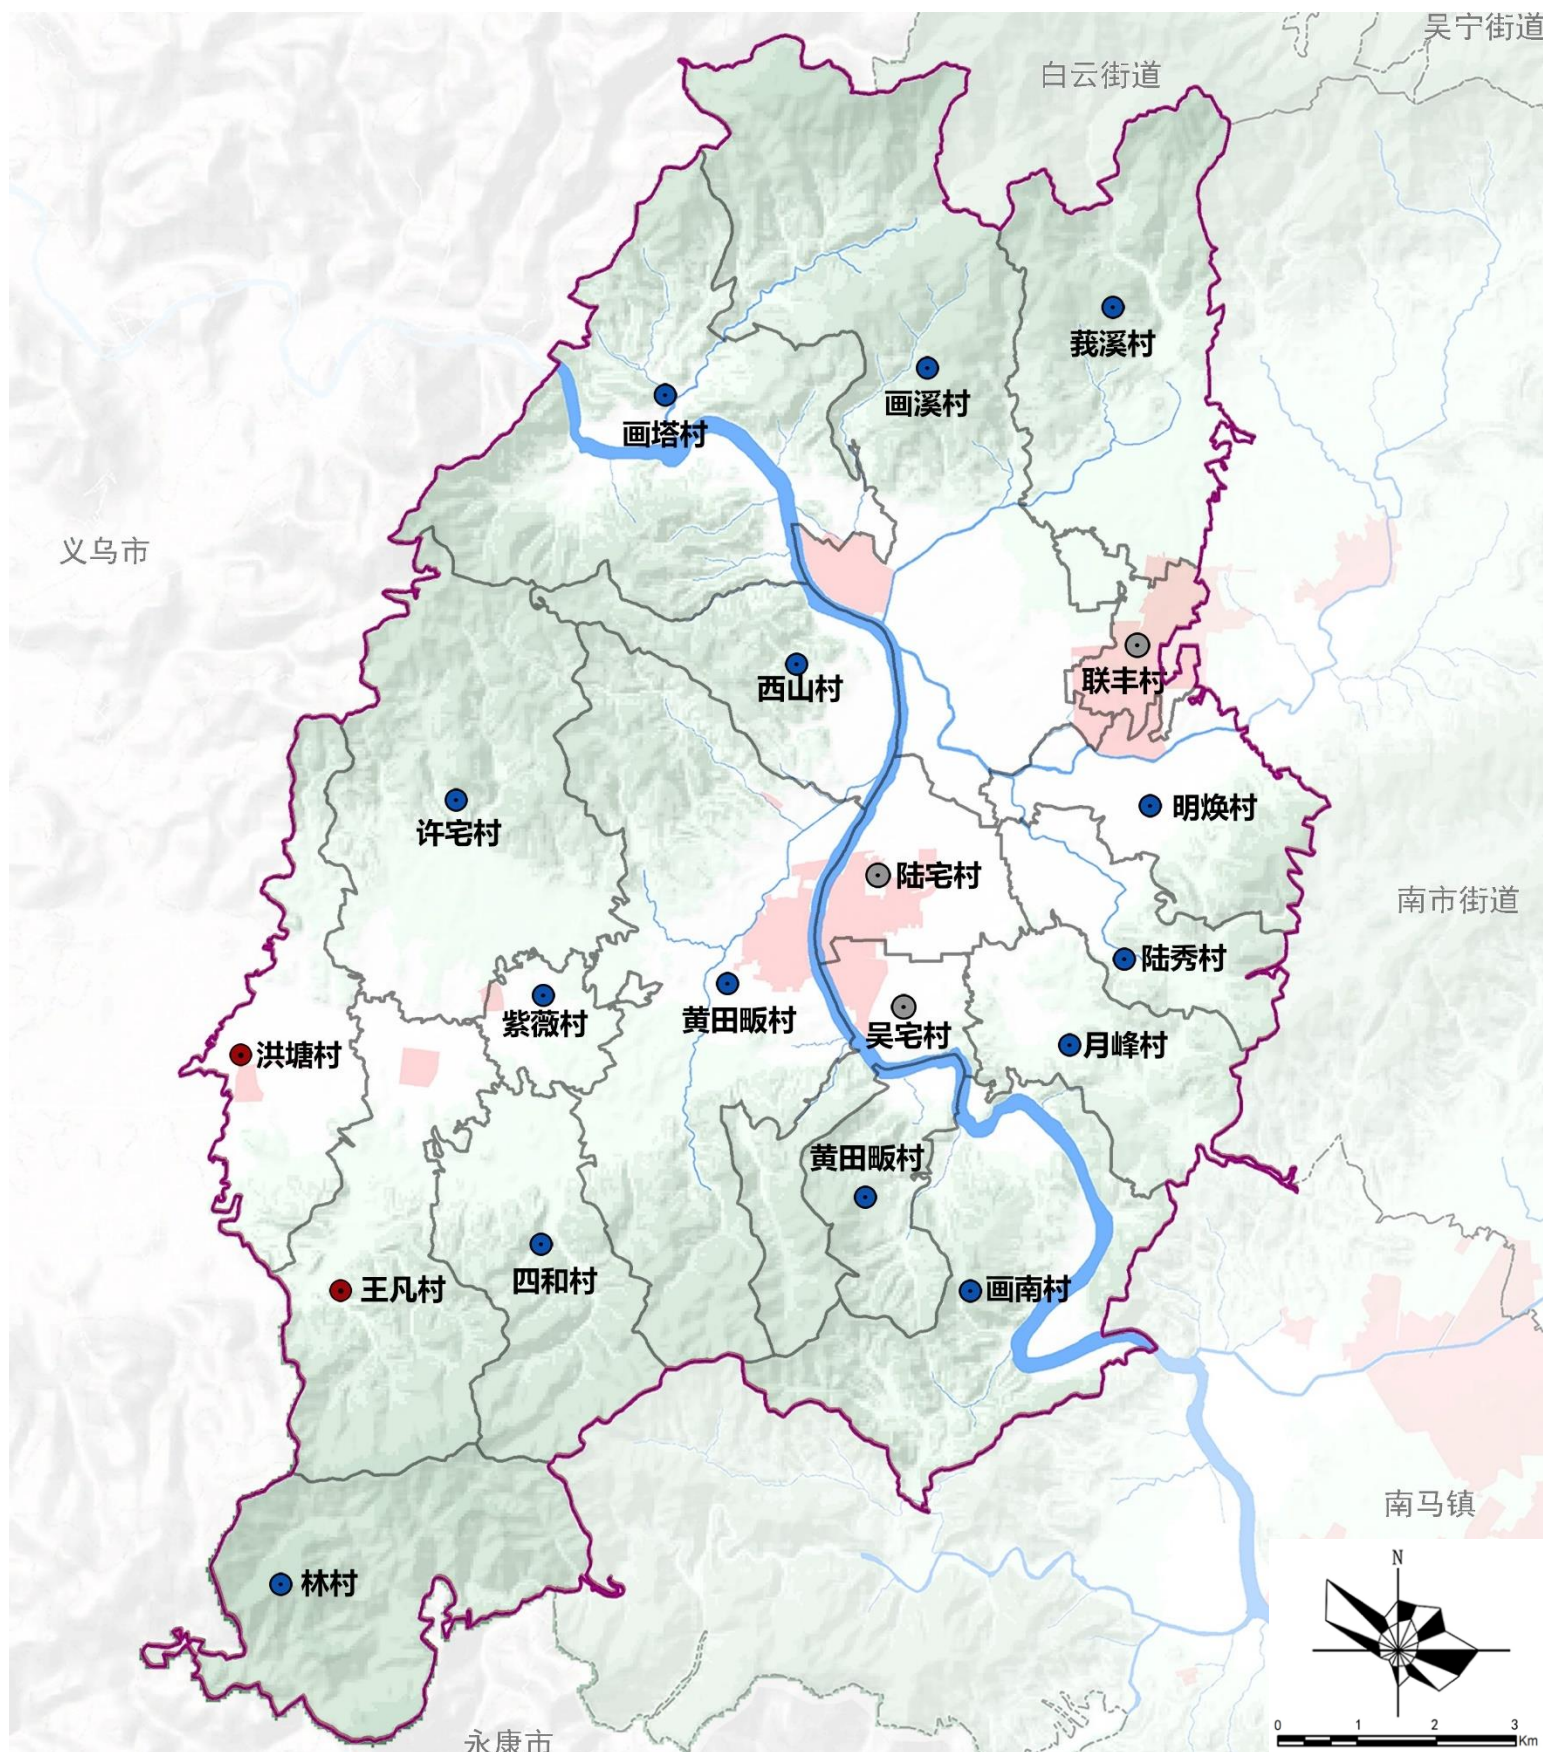 吴宁街道
白云街道
莪溪村
画溪村
画塔村
义乌市
西山村
联丰村
明焕村
许宅村
陆宅村
南市街道
陆秀村
紫薇村
黄田畈村
吴宅村
月峰村
洪塘村
黄田畈村
四和村
王凡村
画南村
南马镇
林村
永康市
N
0 1 2 3
Km